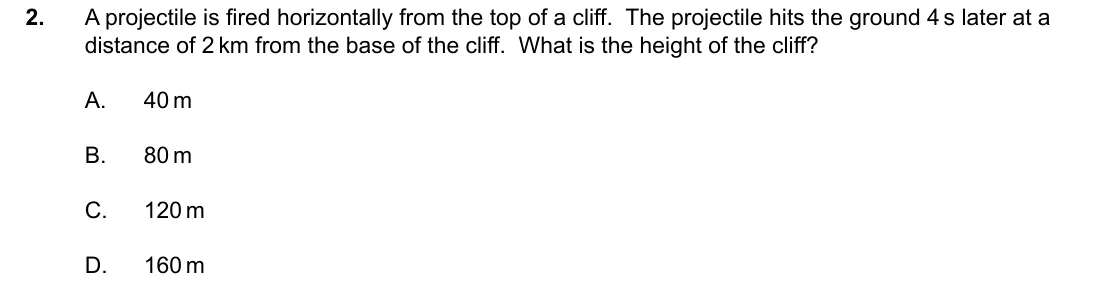 2. A projectile is fired horizontally from the top of a cliff. The projectile hits the ground 4 s later at a
distance of 2 km from the base of the cliff. What is the height of the cliff?
A. 40 m
B. 80 m
C. 120 m
D. 160 m